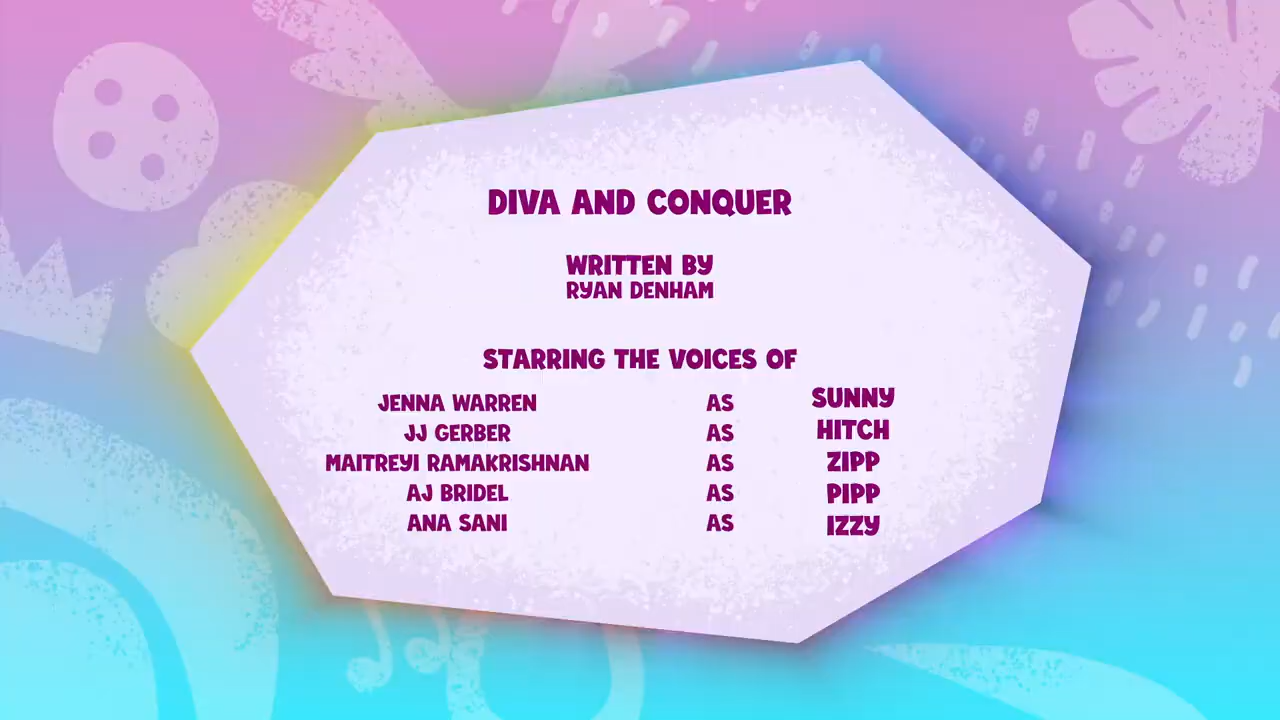 DIVA AND CONQUER
WRITTEN BY
RYAN DENHAM
STARRING THE VOICES OF
JENNA WARREN AS SUNNY
JJ GERBER AS HITCH
MAITREYI RAMAKRISHNAN AS ZIPP
AJ BRIDEL AS PIPP
ANA SANI AS IZZY